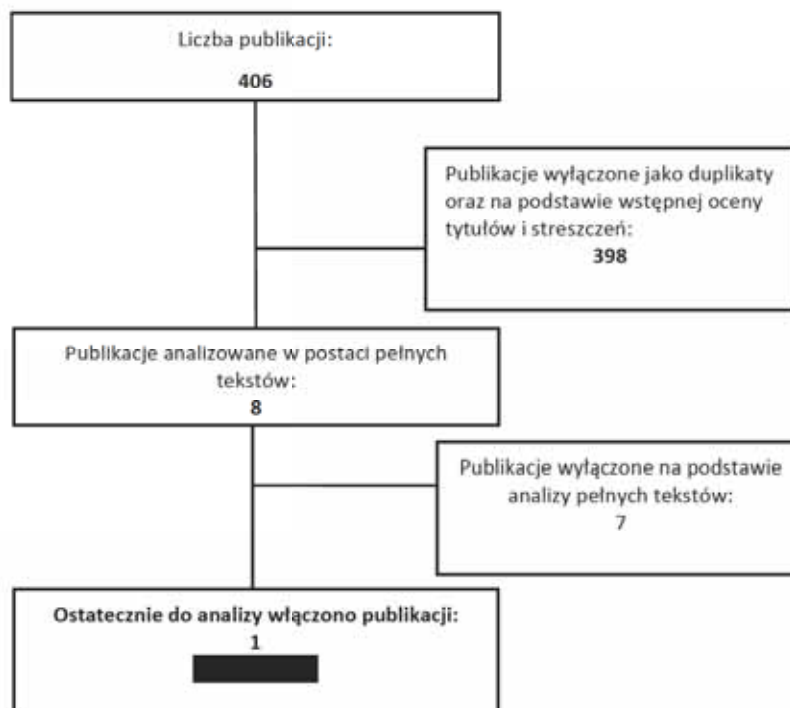 Liczba publikacji:
406
Publikacje wyłączone jako duplikaty
oraz na podstawie wstępnej oceny
tytułów i streszczeń:
398
Publikacje analizowane w postaci pełnych
tekstów:
8
Publikacje wyłączone na podstawie
analizy pełnych tekstów:
7
Ostatecznie do analizy włączono publikacji:
1